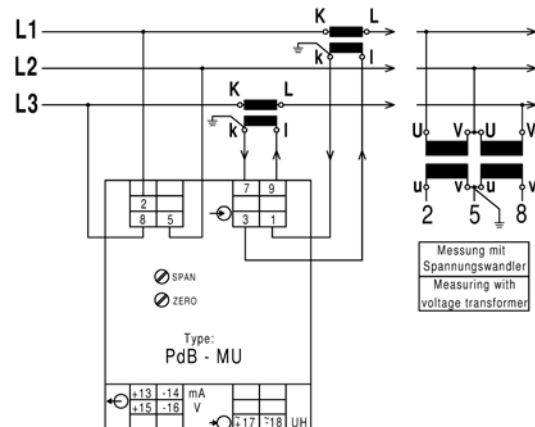 K L
L1
k l
L2
K L
L3
k l
U V U V
u v v u v
2 5 8
7 9
2
8 5
3 1
Messung mit
Spannungswandler
Measuring with
voltage transformer
SPAN
ZERO
Type:
PdB - MU
+13 -14 mA
+15 -16 V
~+17 ~-18 UH